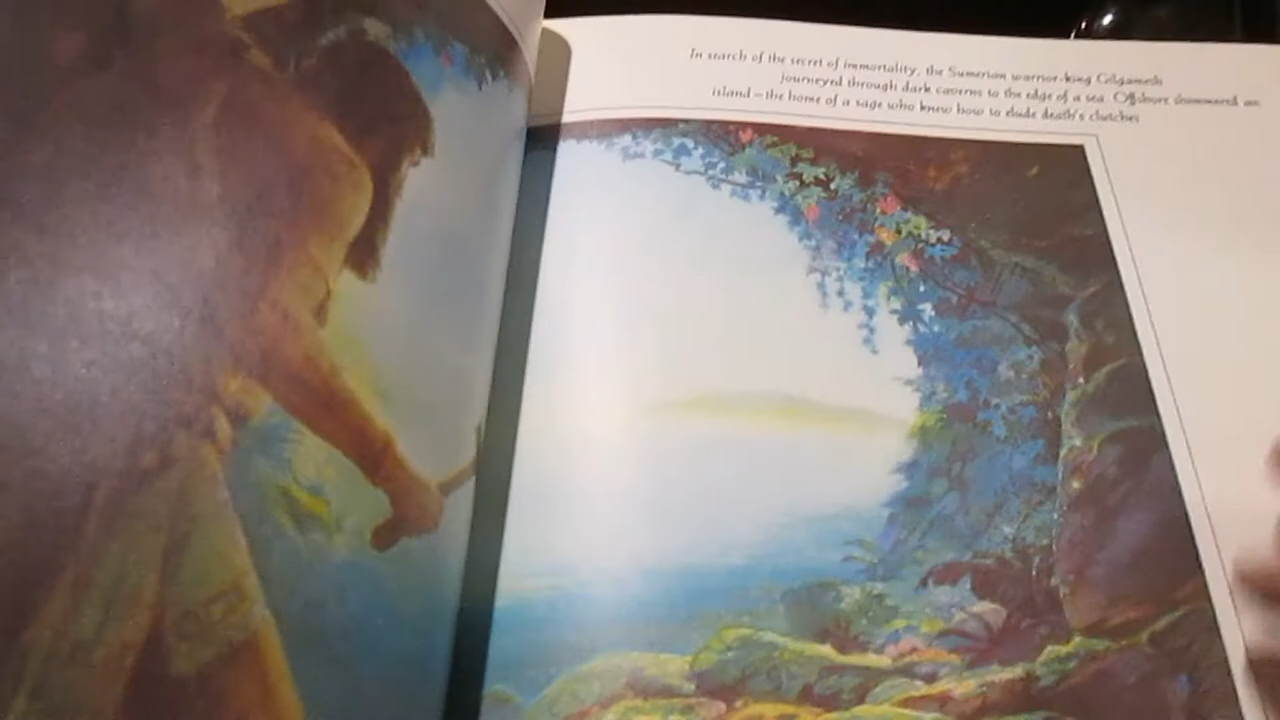 In search of the secret of immortality, the Sumerian warrior-king Gilgamesh
journeyed through dark caverns to the edge of a sea. Offshore shimmered an
island—the home of a sage who knew how to elude death's clutches